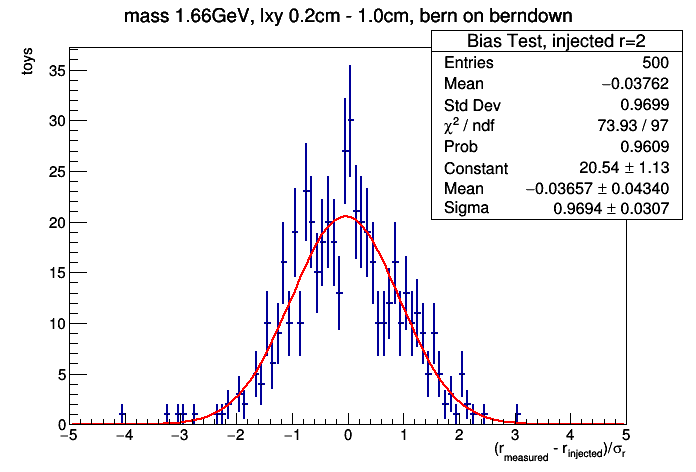 mass 1.66GeV, lxy 0.2cm - 1.0cm, bern on berndown
Bias Test, injected r=2
Entries 500
Mean −0.03762
Std Dev 0.9699
χ² / ndf 73.93 / 97
Prob 0.9609
Constant 20.54 ± 1.13
Mean −0.03657 ± 0.04340
Sigma 0.9694 ± 0.0307
toys
35
30
25
20
15
10
5
0
−5 −4 −3 −2 −1 0 1 2 3 4 5
(r_measured - r_injected)/σ_r